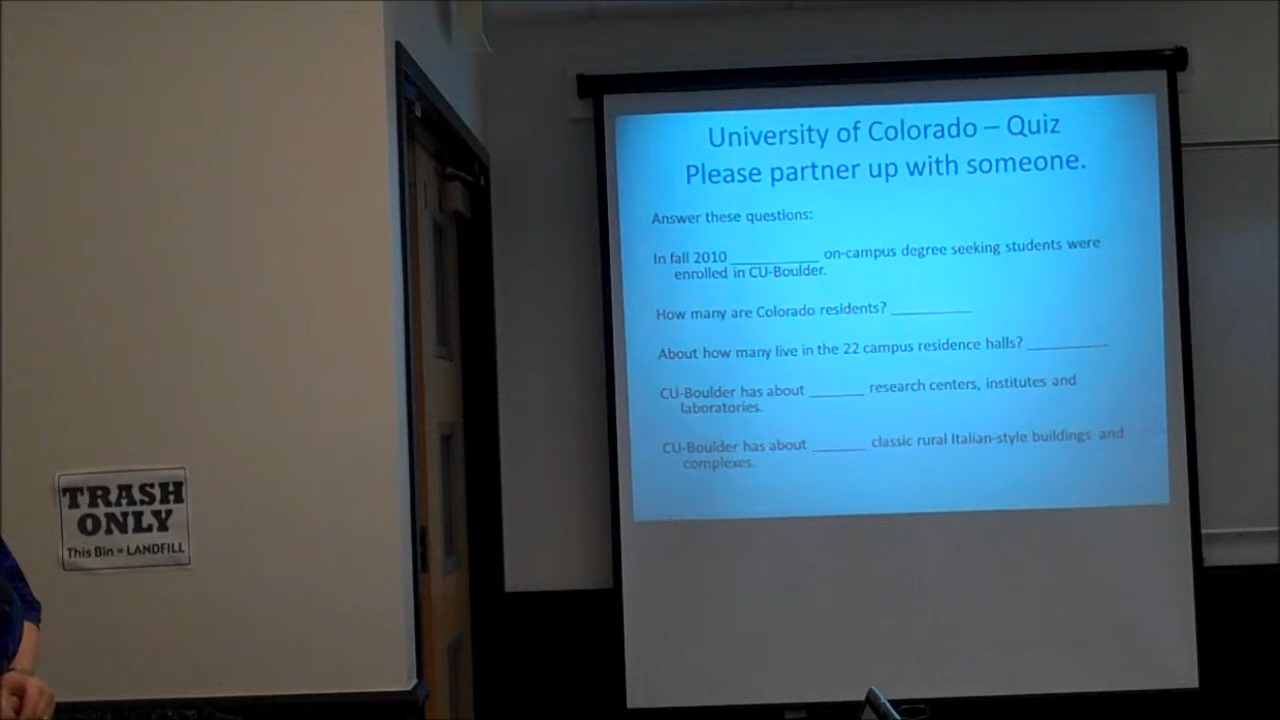 University of Colorado – Quiz
Please partner up with someone.
Answer these questions:
In fall 2010 __________ on-campus degree seeking students were
enrolled in CU-Boulder.
How many are Colorado residents? _________
About how many live in the 22 campus residence halls? _________
CU-Boulder has about ______ research centers, institutes and
laboratories.
CU-Boulder has about ______ classic rural Italian-style buildings and
complexes.
TRASH
ONLY
This Bin = LANDFILL